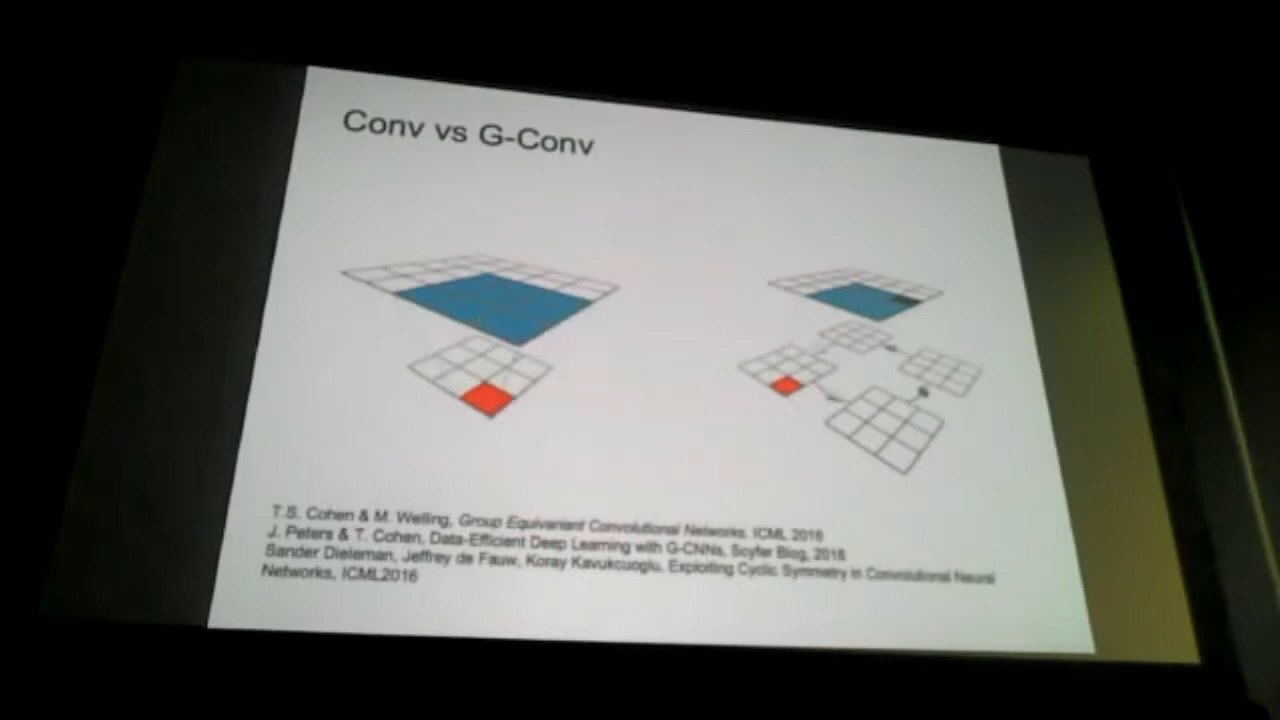 Conv vs G-Conv
T.S. Cohen & M. Welling, Group Equivariant Convolutional Networks. ICML 2016
J. Peters & T. Cohen, Data-Efficient Deep Learning with G-CNNs, Scyfer Blog, 2016
Sander Dieleman, Jeffrey de Fauw, Koray Kavukcuoglu, Exploiting Cyclic Symmetry in Convolutional Neural
Networks, ICML2016